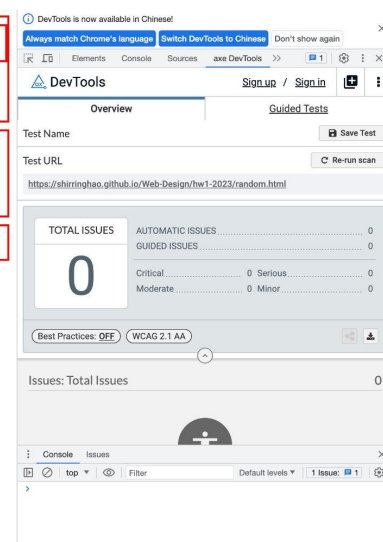 DevTools is now available in Chinese!
Always match Chrome's language Switch DevTools to Chinese Don't show again
Elements Console Sources axe DevTools 1
DevTools Sign up / Sign in
Overview Guided Tests
Test Name Save Test
Test URL Re-run scan
https://shirringhao.github.io/Web-Design/hw1-2023/random.html
TOTAL ISSUES
0
AUTOMATIC ISSUES 0
GUIDED ISSUES 0
Critical 0 Serious 0
Moderate 0 Minor 0
Best Practices: OFF WCAG 2.1 AA
Issues: Total Issues 0
Console Issues
top Filter Default levels 1 Issue: 1